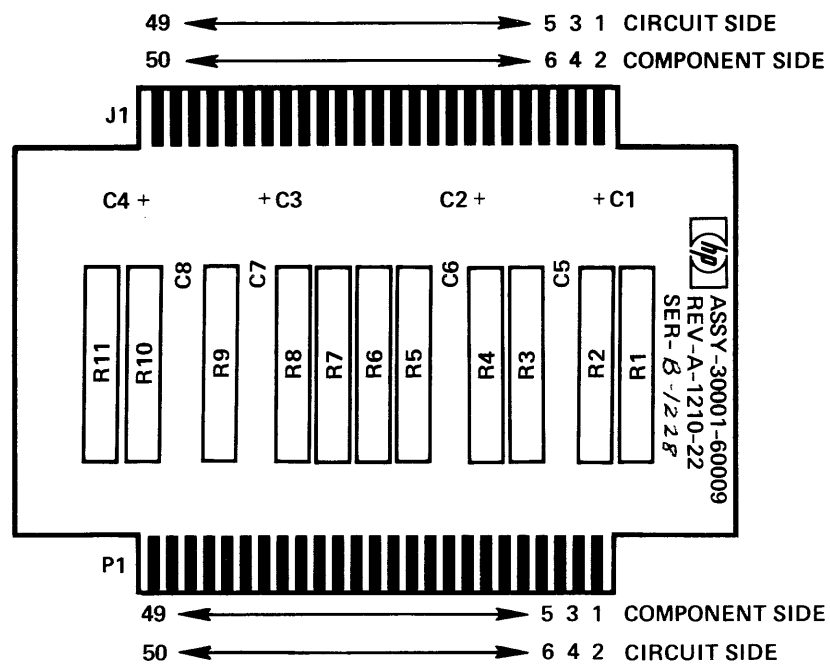 49 5 3 1 CIRCUIT SIDE
50 6 4 2 COMPONENT SIDE
J1
C4 + + C3 C2 + + C1
hp
C8 C7 C6 C5
R11 R10 R9 R8 R7 R6 R5 R4 R3 R2 R1
ASSY-30001-60009
REV-A-1210-22
SER-B-1228
P1
49 5 3 1 COMPONENT SIDE
50 6 4 2 CIRCUIT SIDE